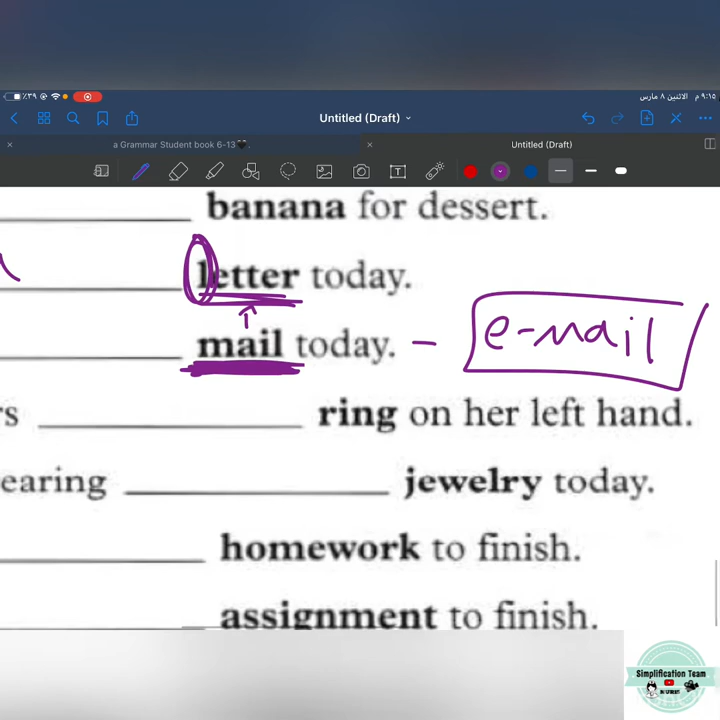 ٪٣٩
٩:١٥ م الاثنين ٨ مارس
Untitled (Draft)
a Grammar Student book 6-13🖤.
Untitled (Draft)
banana for dessert.
letter today.
mail today. - e-mail
s ring on her left hand.
earing jewelry today.
homework to finish.
assignment to finish.
Simplification Team